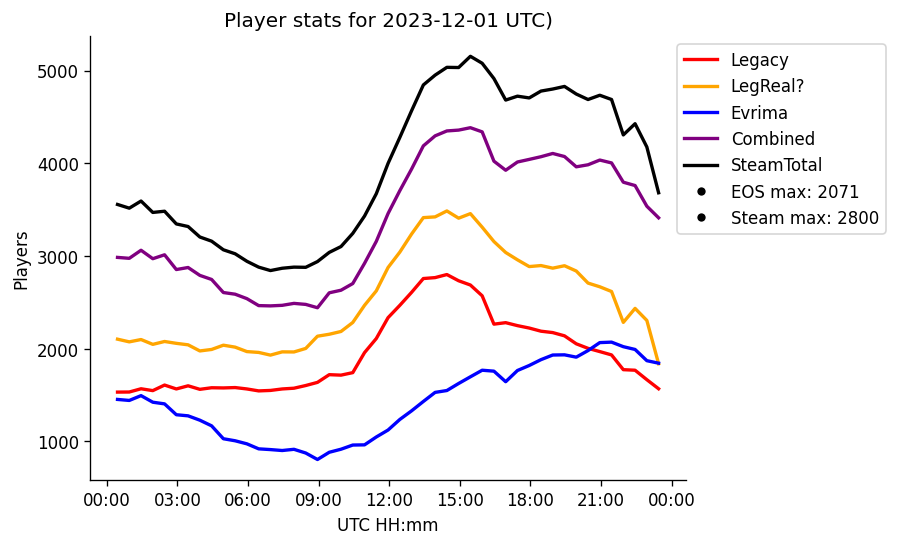 Player stats for 2023-12-01 UTC)
Players
5000
4000
3000
2000
1000
00:00 03:00 06:00 09:00 12:00 15:00 18:00 21:00 00:00
UTC HH:mm
Legacy
LegReal?
Evrima
Combined
SteamTotal
EOS max: 2071
Steam max: 2800